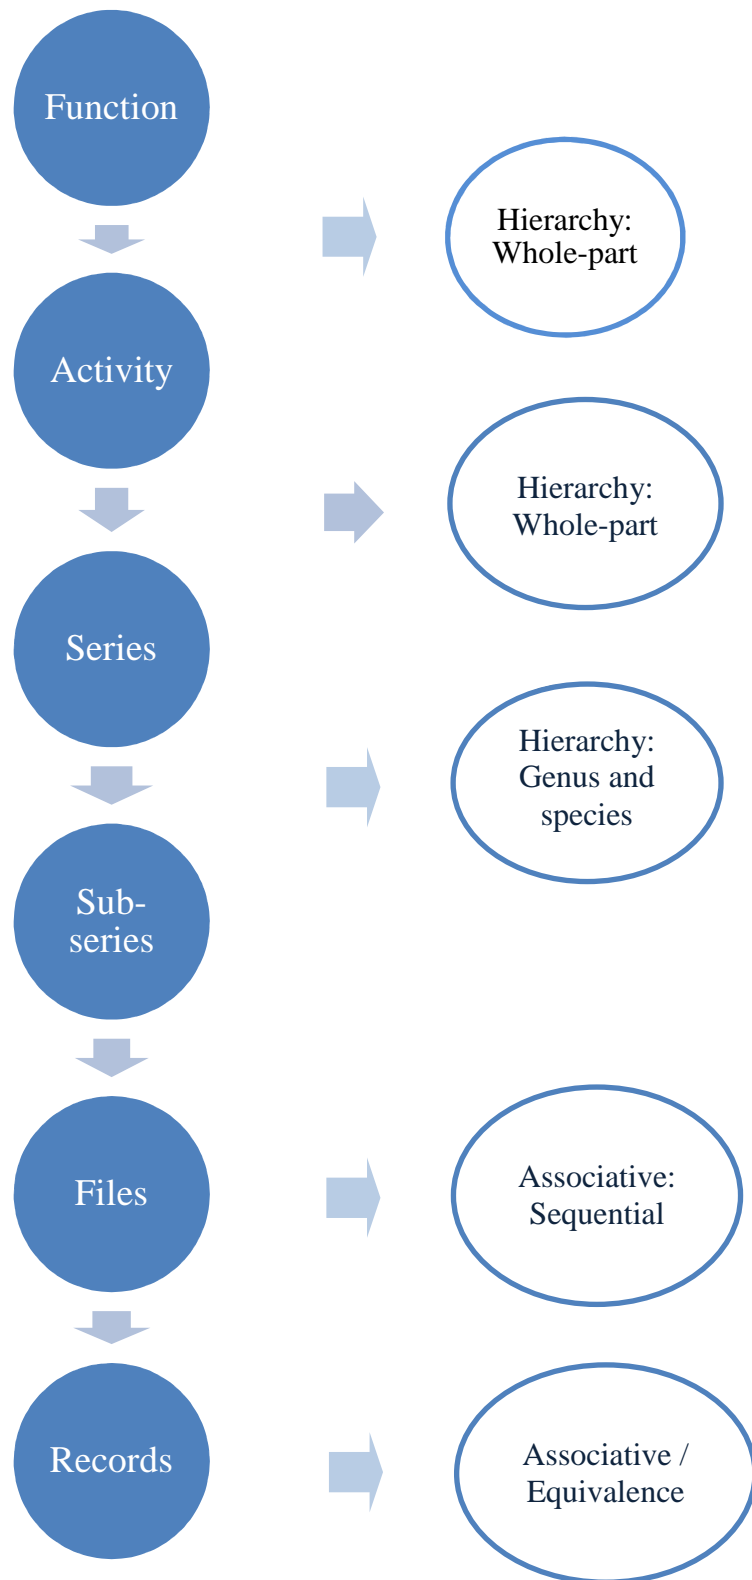 Function
Hierarchy:
Whole-part
Activity
Hierarchy:
Whole-part
Series
Hierarchy:
Genus and
species
Sub-
series
Files
Associative:
Sequential
Records
Associative /
Equivalence